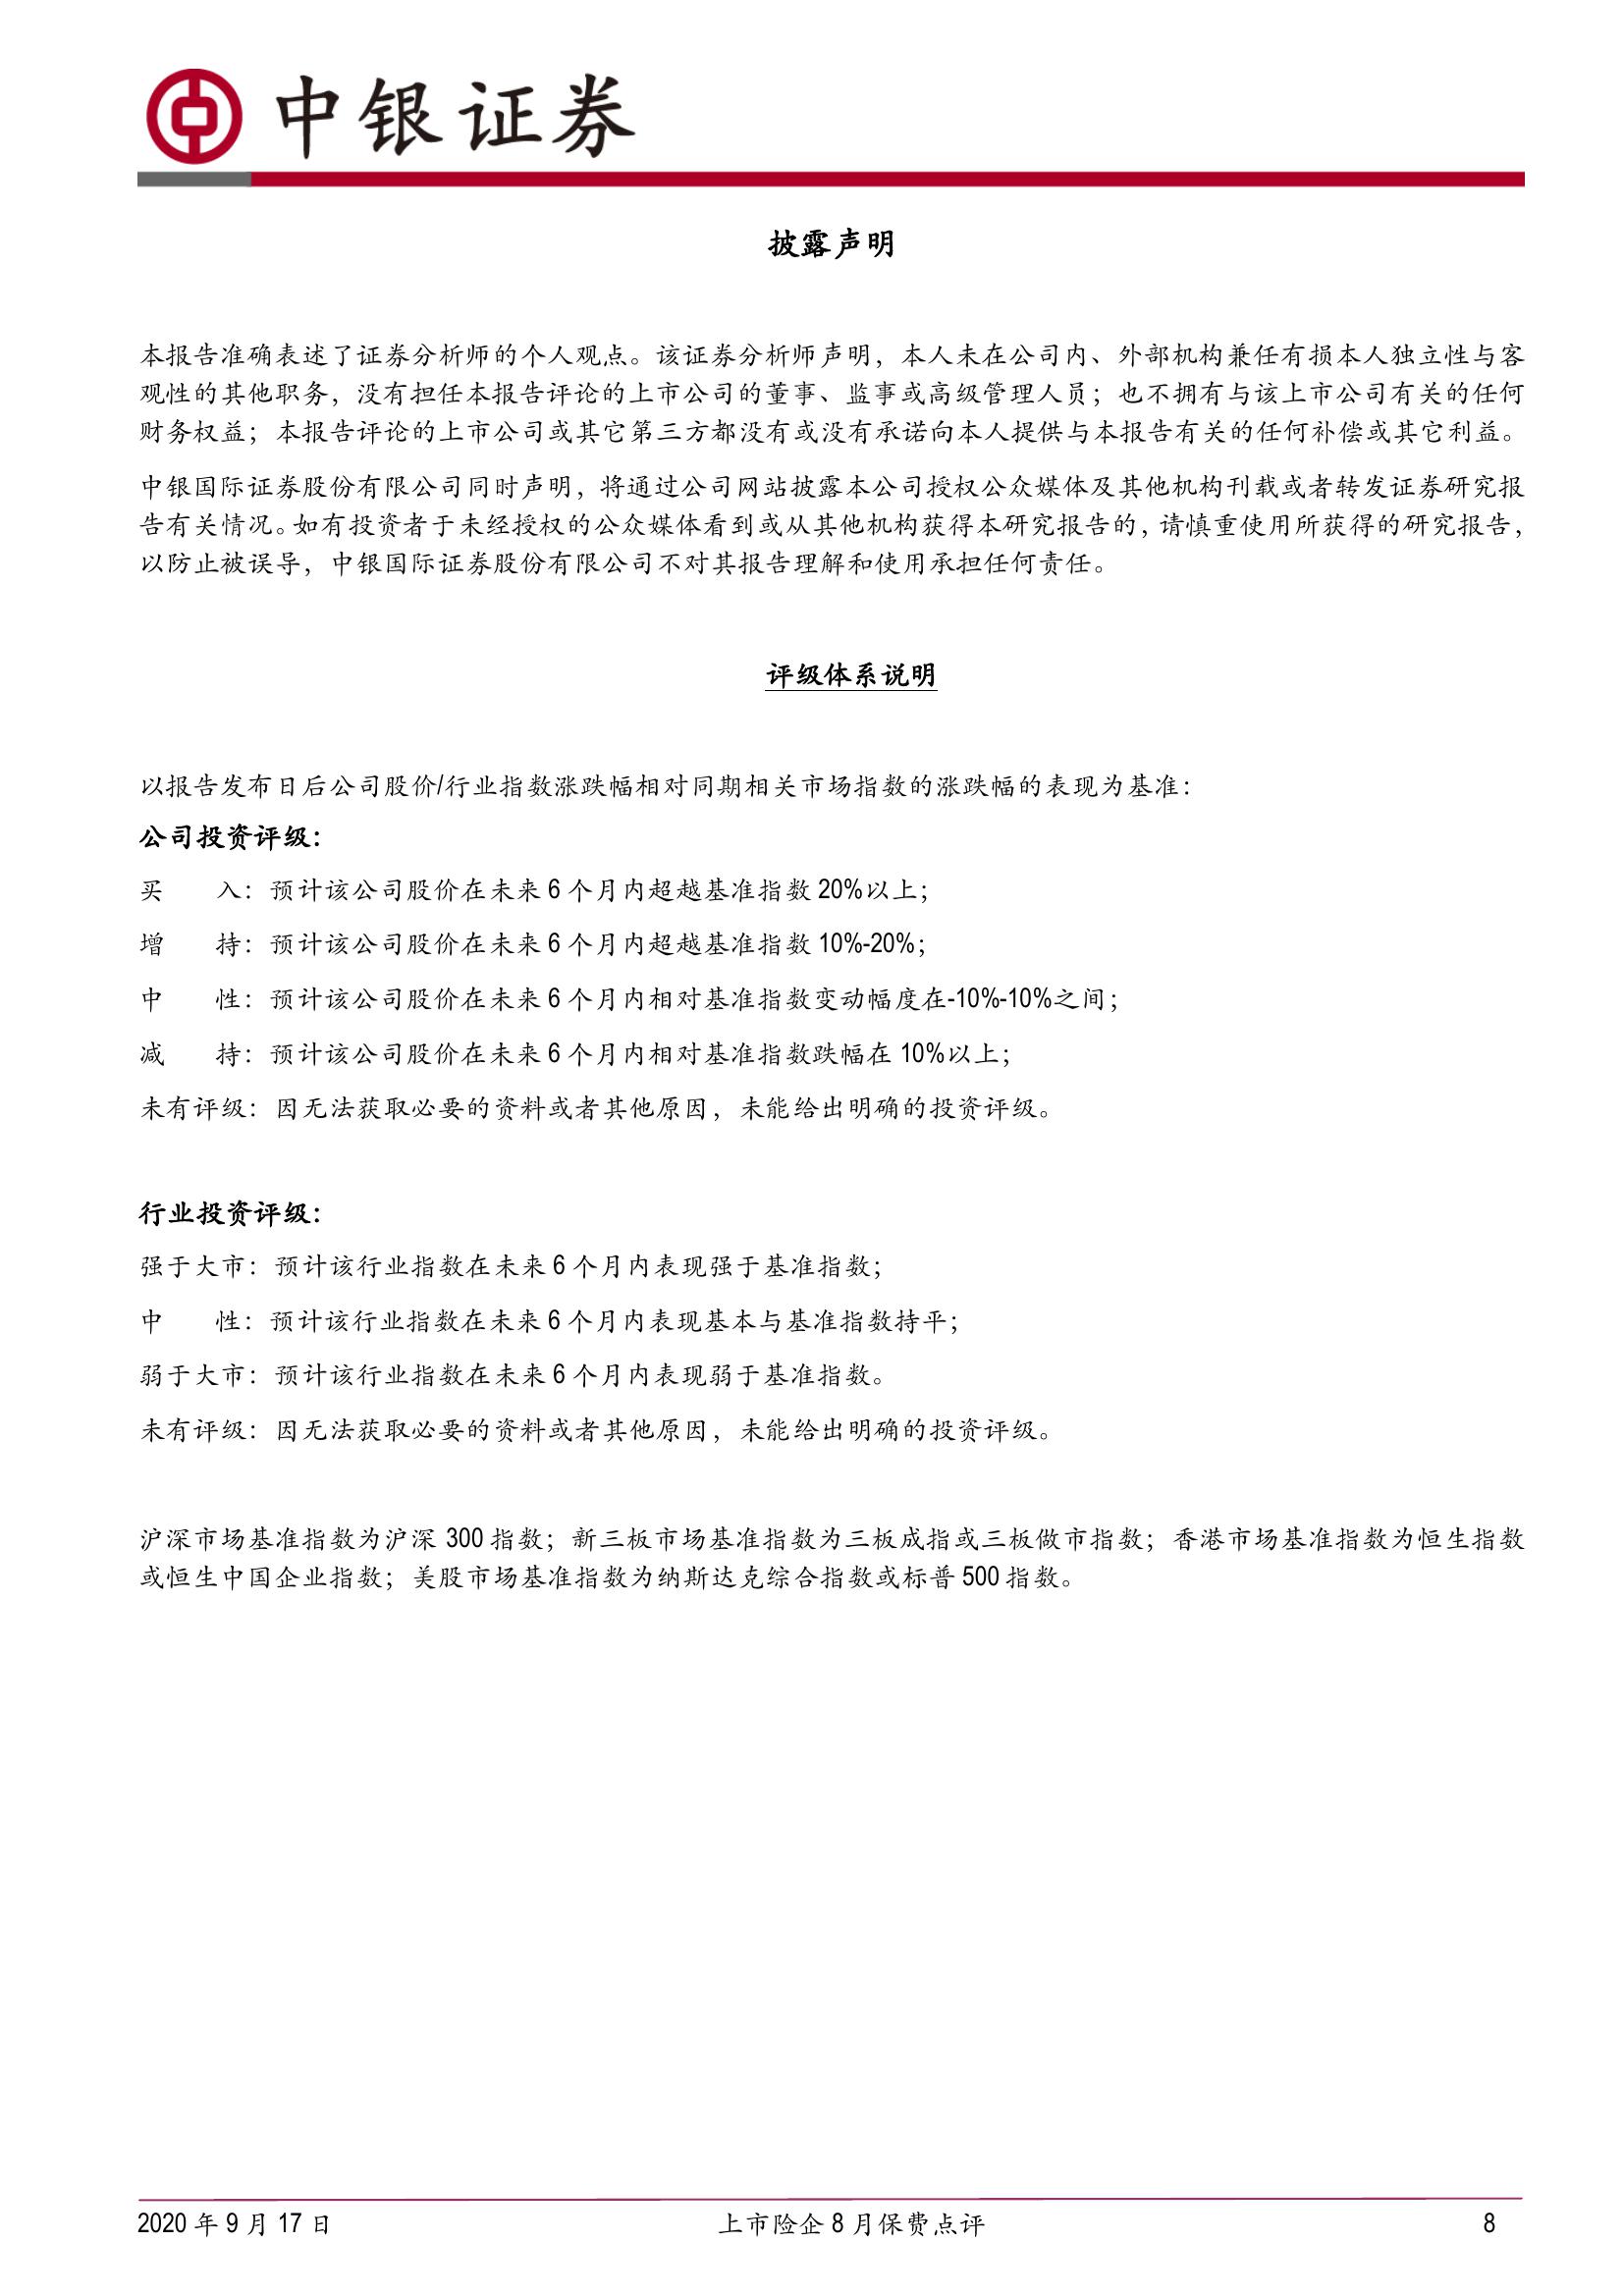 中银证券
披露声明
本报告准确表述了证券分析师的个人观点。该证券分析师声明，本人未在公司内、外部机构兼任有损本人独立性与客
观性的其他职务，没有担任本报告评论的上市公司的董事、监事或高级管理人员；也不拥有与该上市公司有关的任何
财务权益；本报告评论的上市公司或其它第三方都没有或没有承诺向本人提供与本报告有关的任何补偿或其它利益。
中银国际证券股份有限公司同时声明，将通过公司网站披露本公司授权公众媒体及其他机构刊载或者转发证券研究报
告有关情况。如有投资者于未经授权的公众媒体看到或从其他机构获得本研究报告的，请慎重使用所获得的研究报告，
以防止被误导，中银国际证券股份有限公司不对其报告理解和使用承担任何责任。
评级体系说明
以报告发布日后公司股价/行业指数涨跌幅相对同期相关市场指数的涨跌幅的表现为基准：
公司投资评级：
买　　入：预计该公司股价在未来 6 个月内超越基准指数 20%以上；
增　　持：预计该公司股价在未来 6 个月内超越基准指数 10%-20%；
中　　性：预计该公司股价在未来 6 个月内相对基准指数变动幅度在-10%-10%之间；
减　　持：预计该公司股价在未来 6 个月内相对基准指数跌幅在 10%以上；
未有评级：因无法获取必要的资料或者其他原因，未能给出明确的投资评级。
行业投资评级：
强于大市：预计该行业指数在未来 6 个月内表现强于基准指数；
中　　性：预计该行业指数在未来 6 个月内表现基本与基准指数持平；
弱于大市：预计该行业指数在未来 6 个月内表现弱于基准指数。
未有评级：因无法获取必要的资料或者其他原因，未能给出明确的投资评级。
沪深市场基准指数为沪深 300 指数；新三板市场基准指数为三板成指或三板做市指数；香港市场基准指数为恒生指数
或恒生中国企业指数；美股市场基准指数为纳斯达克综合指数或标普 500 指数。
2020 年 9 月 17 日　上市险企 8 月保费点评　8